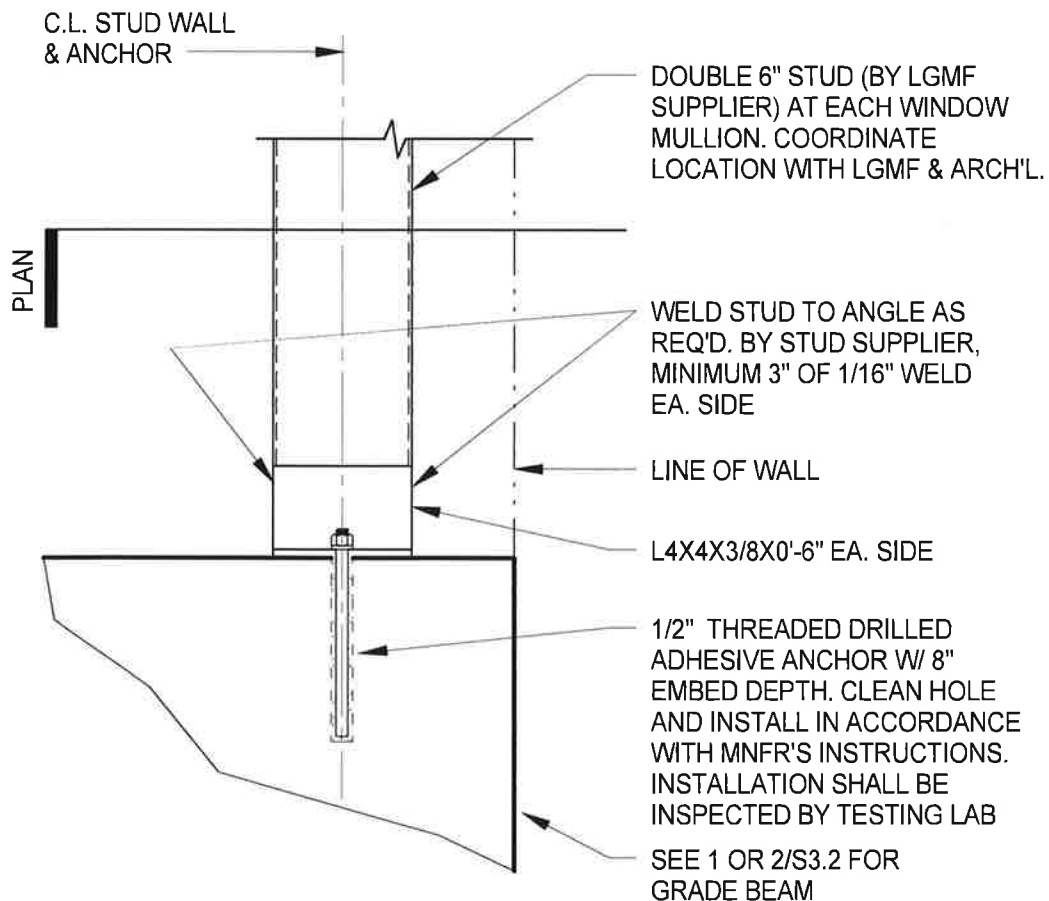 C.L. STUD WALL
& ANCHOR
DOUBLE 6" STUD (BY LGMF
SUPPLIER) AT EACH WINDOW
MULLION. COORDINATE
LOCATION WITH LGMF & ARCH'L.
PLAN
WELD STUD TO ANGLE AS
REQ'D. BY STUD SUPPLIER,
MINIMUM 3" OF 1/16" WELD
EA. SIDE
LINE OF WALL
L4X4X3/8X0'-6" EA. SIDE
1/2" THREADED DRILLED
ADHESIVE ANCHOR W/ 8"
EMBED DEPTH. CLEAN HOLE
AND INSTALL IN ACCORDANCE
WITH MNFR'S INSTRUCTIONS.
INSTALLATION SHALL BE
INSPECTED BY TESTING LAB
SEE 1 OR 2/S3.2 FOR
GRADE BEAM